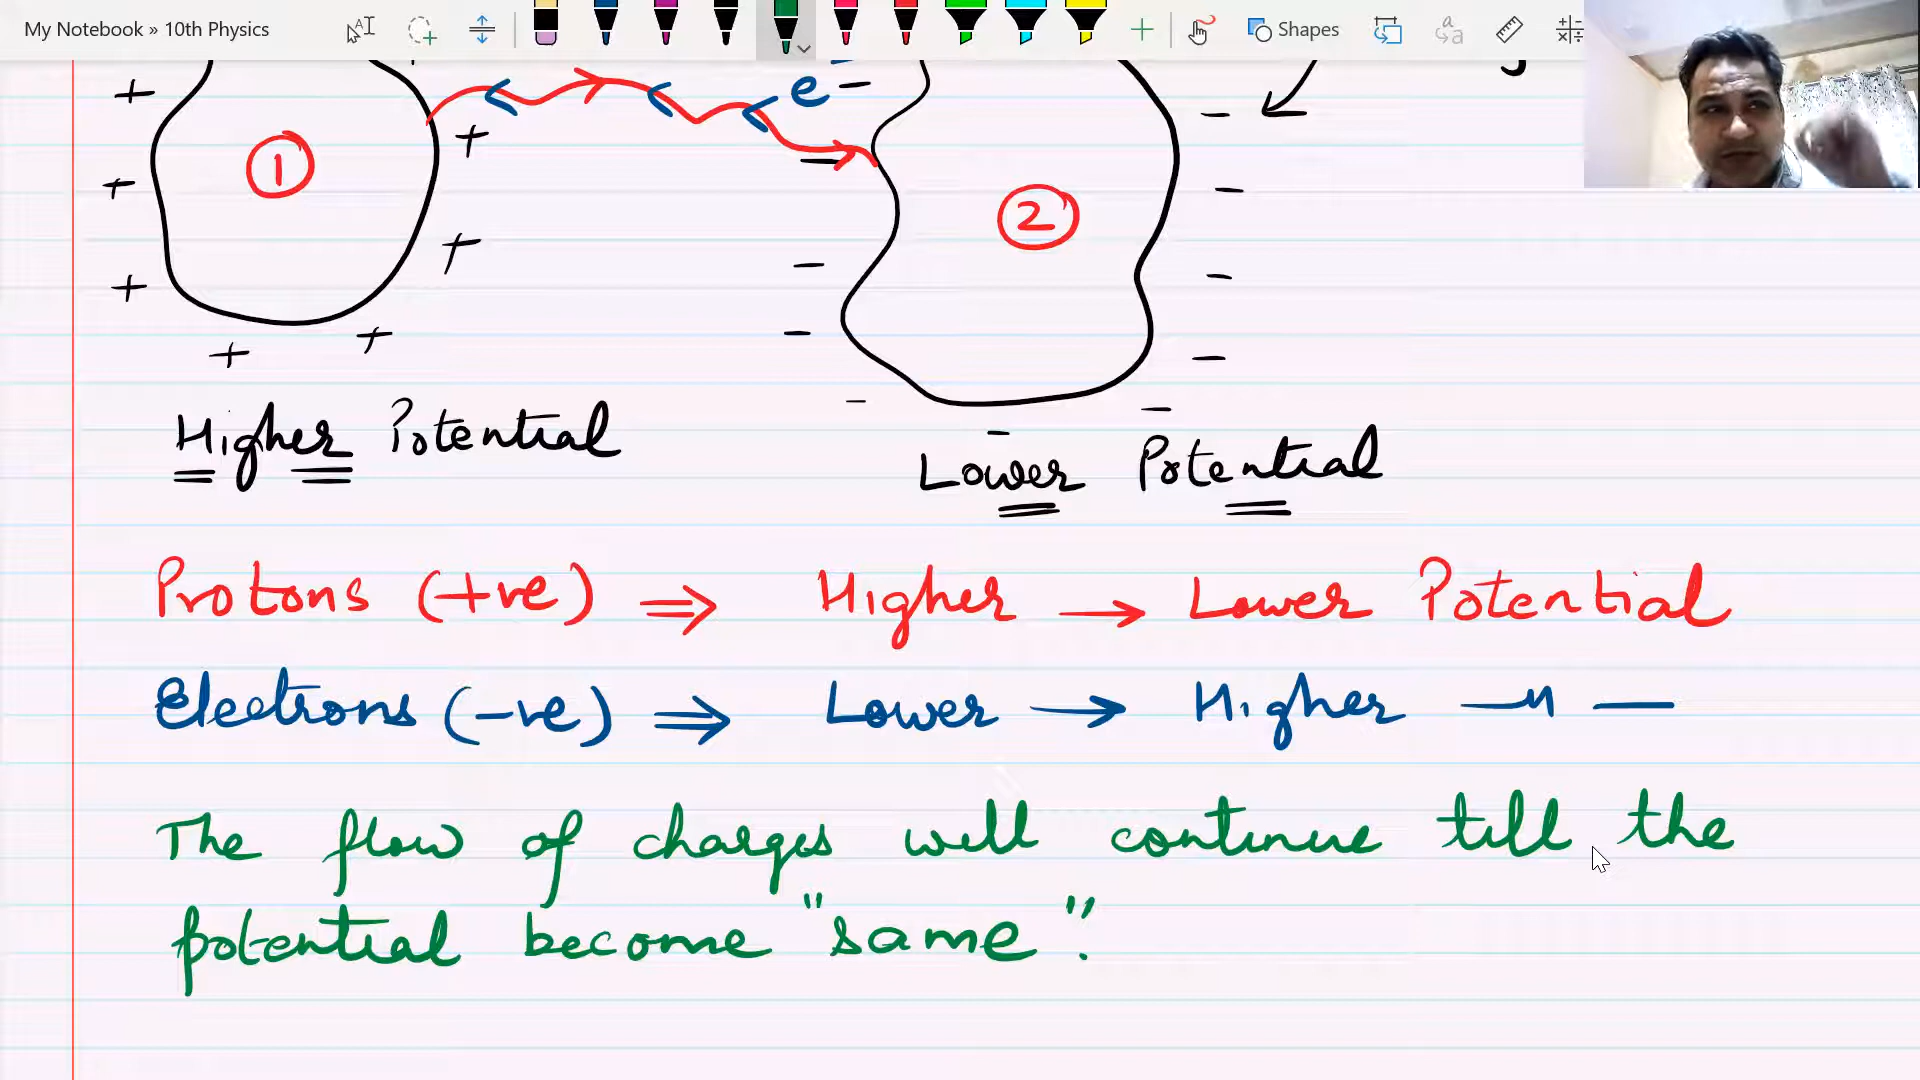 My Notebook » 10th Physics
Shapes
e⁻
1
2
Higher Potential
Lower Potential
Protons (+ve) ⇒ Higher → Lower Potential
Electrons (-ve) ⇒ Lower → Higher —〃—
The flow of charges will continue till the
potential become "same".